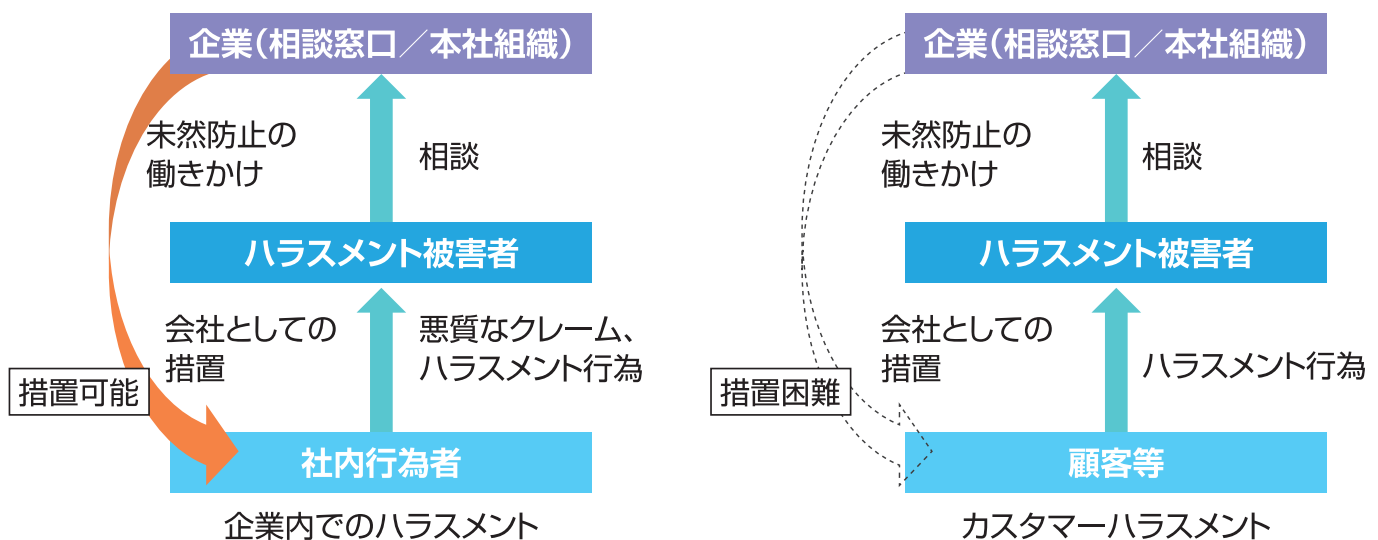 企業(相談窓口／本社組織)
未然防止の
働きかけ
相談
ハラスメント被害者
会社としての
措置
悪質なクレーム、
ハラスメント行為
措置可能
社内行為者
企業内でのハラスメント
企業(相談窓口／本社組織)
未然防止の
働きかけ
相談
ハラスメント被害者
会社としての
措置
ハラスメント行為
措置困難
顧客等
カスタマーハラスメント